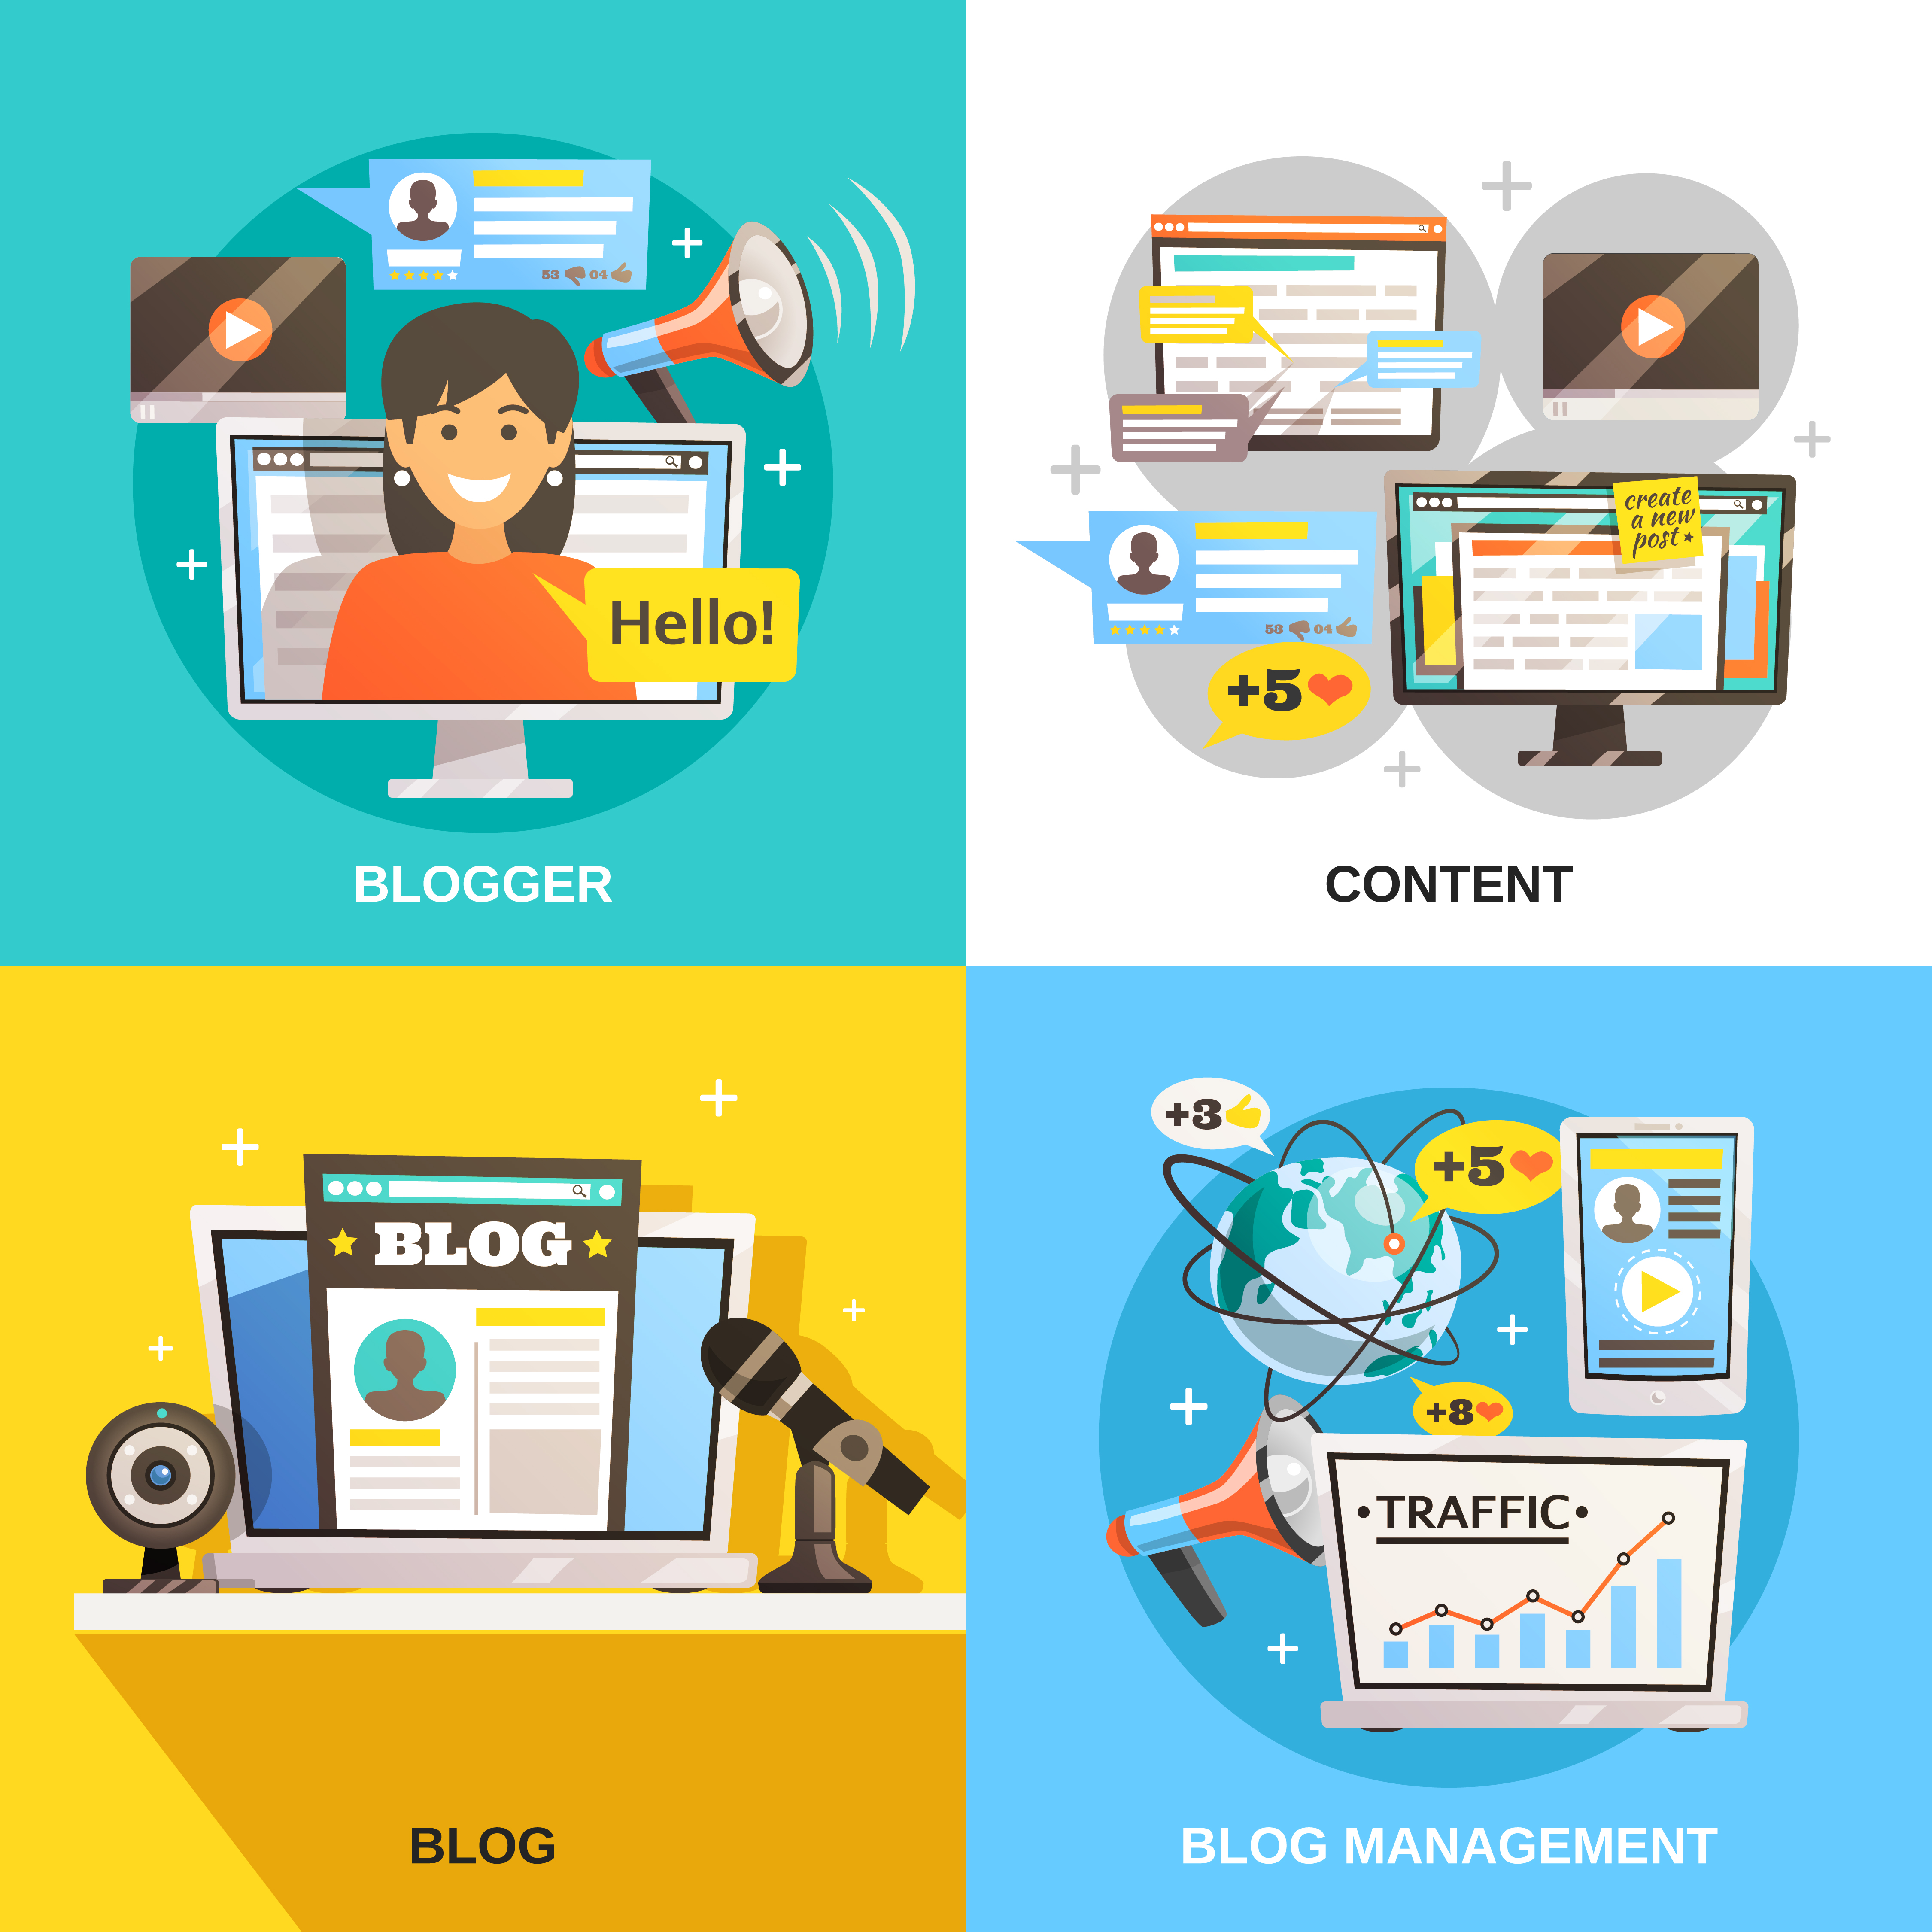 53 04
Hello!
BLOGGER
create
a new
post
53 04
+5
CONTENT
BLOG
BLOG
+3
+5
+8
•TRAFFIC•
BLOG MANAGEMENT